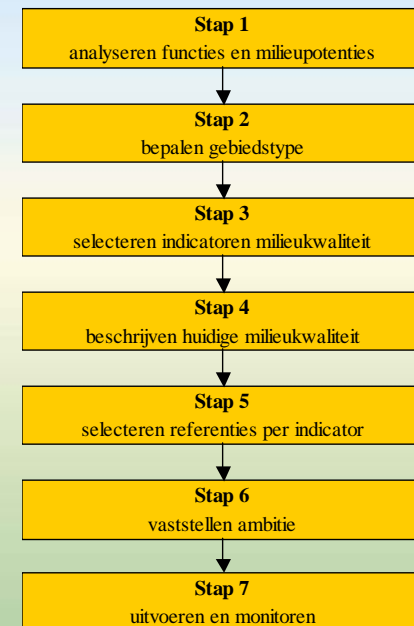 Stap 1
analyseren functies en milieupotenties
Stap 2
bepalen gebiedstype
Stap 3
selecteren indicatoren milieukwaliteit
Stap 4
beschrijven huidige milieukwaliteit
Stap 5
selecteren referenties per indicator
Stap 6
vaststellen ambitie
Stap 7
uitvoeren en monitoren